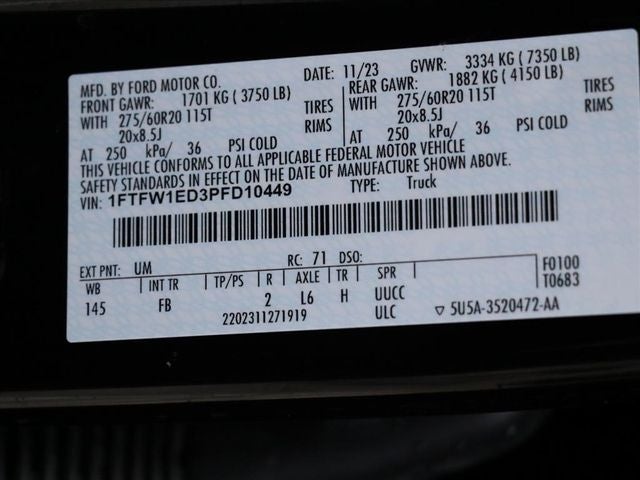 MFD. BY FORD MOTOR CO.
DATE: 11/23 GVWR: 3334 KG ( 7350 LB)
FRONT GAWR: 1701 KG ( 3750 LB)
WITH 275/60R20 115T TIRES
20x8.5J RIMS
AT 250 kPa/ 36 PSI COLD
REAR GAWR: 1882 KG ( 4150 LB)
WITH 275/60R20 115T TIRES
20x8.5J RIMS
AT 250 kPa/ 36 PSI COLD
THIS VEHICLE CONFORMS TO ALL APPLICABLE FEDERAL MOTOR VEHICLE
SAFETY STANDARDS IN EFFECT ON THE DATE OF MANUFACTURE SHOWN ABOVE.
VIN: 1FTFW1ED3PFD10449 TYPE: Truck
EXT PNT: UM RC: 71 DSO:
WB INT TR TP/PS R AXLE TR SPR
145 FB 2 L6 H UUCC
2202311271919 ULC
F0100
T0683
▽ 5U5A-3520472-AA